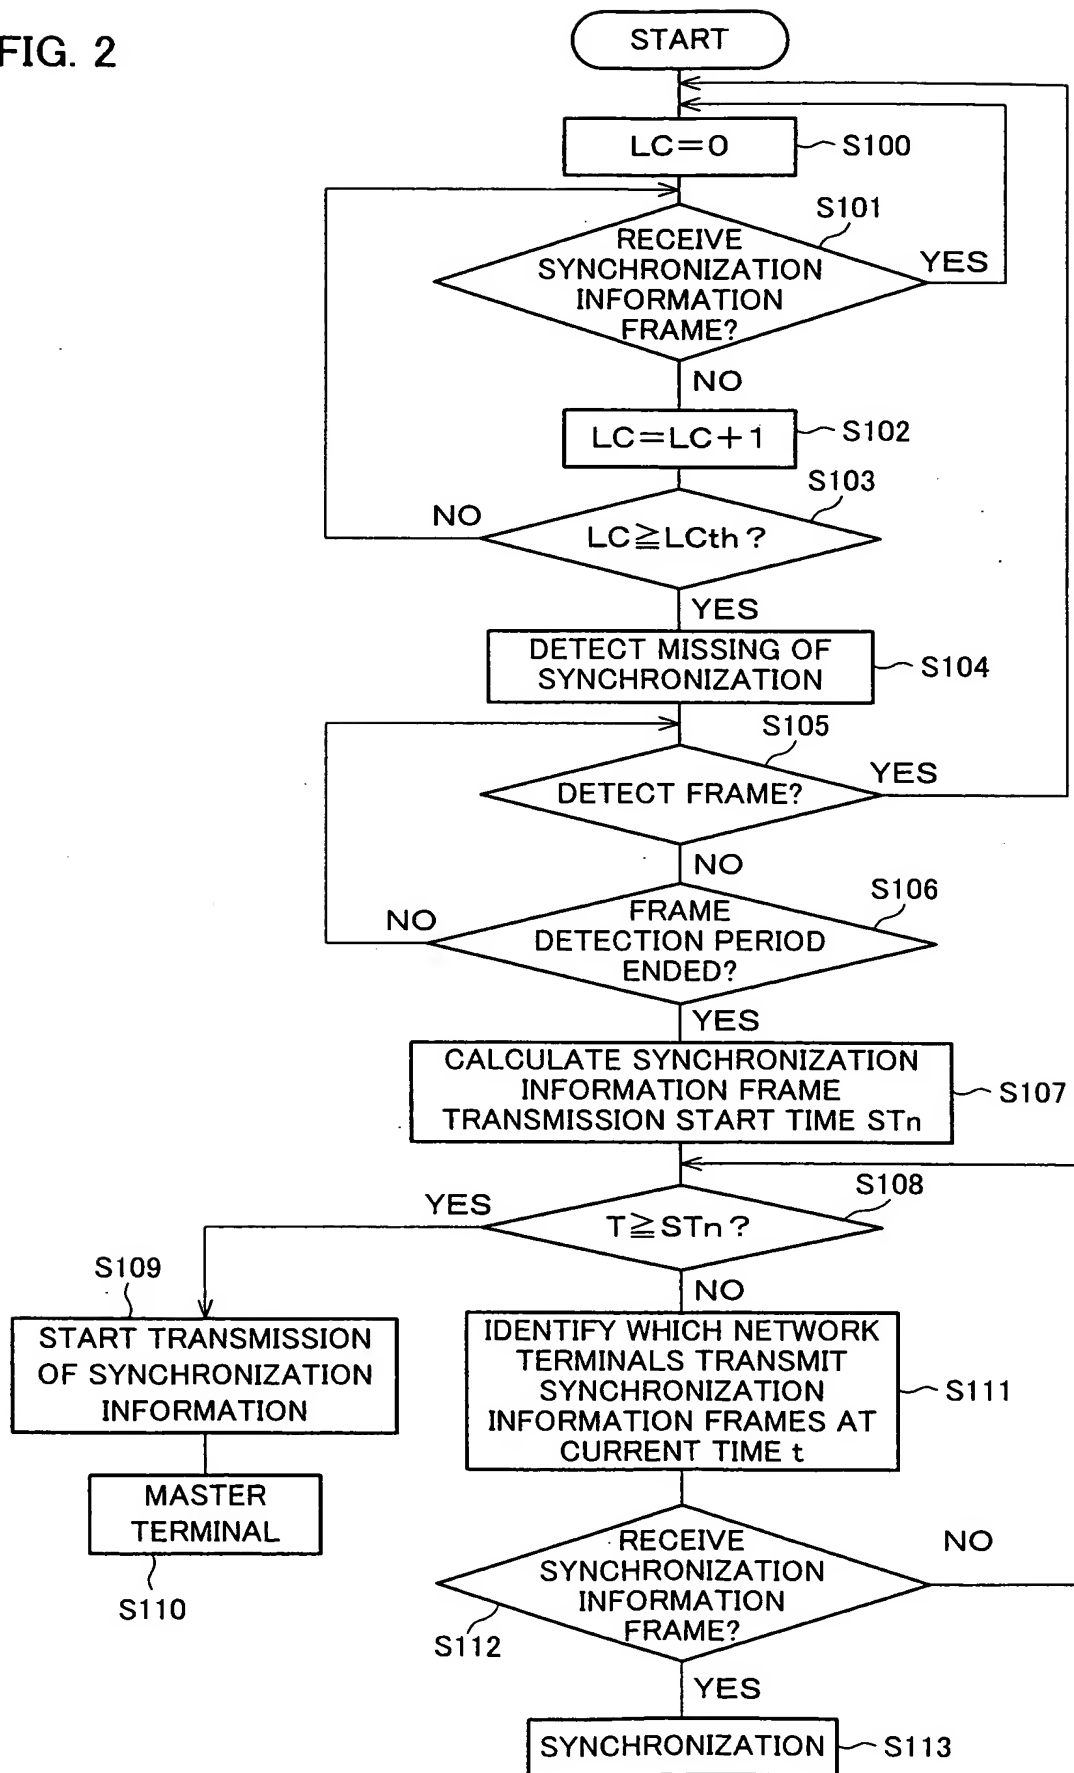 FIG. 2
START
LC=0
S100
S101
RECEIVE
SYNCHRONIZATION
INFORMATION
FRAME?
YES
NO
LC=LC+1
S102
S103
NO
LC≧LCth?
YES
DETECT MISSING OF
SYNCHRONIZATION
S104
S105
YES
DETECT FRAME?
NO
S106
NO
FRAME
DETECTION PERIOD
ENDED?
YES
CALCULATE SYNCHRONIZATION
INFORMATION FRAME
TRANSMISSION START TIME STn
S107
S108
YES
T≧STn?
NO
S109
START TRANSMISSION
OF SYNCHRONIZATION
INFORMATION
IDENTIFY WHICH NETWORK
TERMINALS TRANSMIT
SYNCHRONIZATION
INFORMATION FRAMES AT
CURRENT TIME t
S111
MASTER
TERMINAL
S110
RECEIVE
SYNCHRONIZATION
INFORMATION
FRAME?
NO
S112
YES
SYNCHRONIZATION
S113